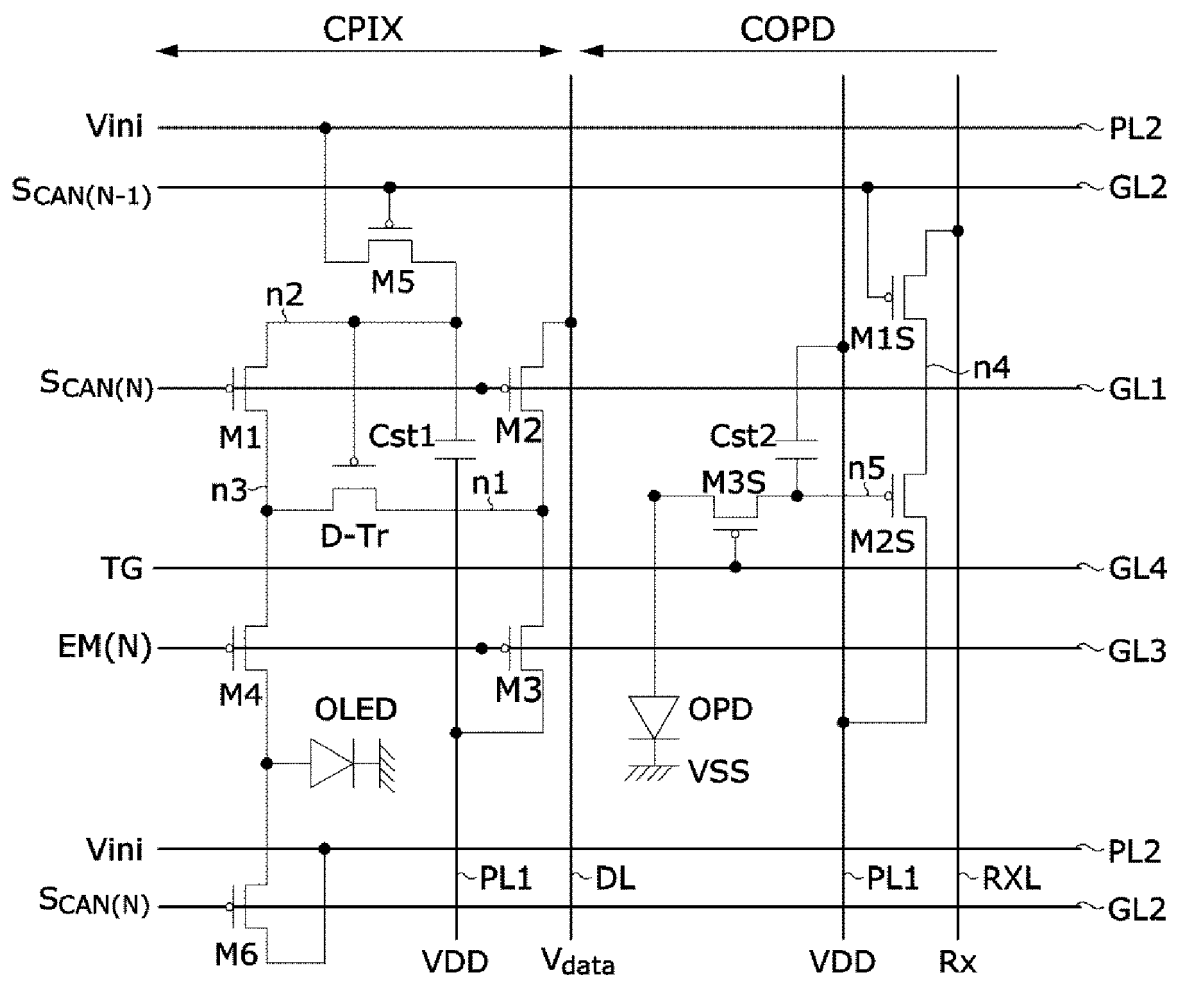 CPIX COPD
Vini PL2
SCAN(N-1) GL2
M5
n2 M1S
n4
SCAN(N) GL1
M1 Cst1 M2 Cst2
n3 n1 M3S n5
D-Tr M2S
TG GL4
EM(N) GL3
M4 M3
OLED OPD
VSS
Vini PL2
PL1 DL PL1 RXL
SCAN(N) GL2
M6 VDD Vdata VDD Rx